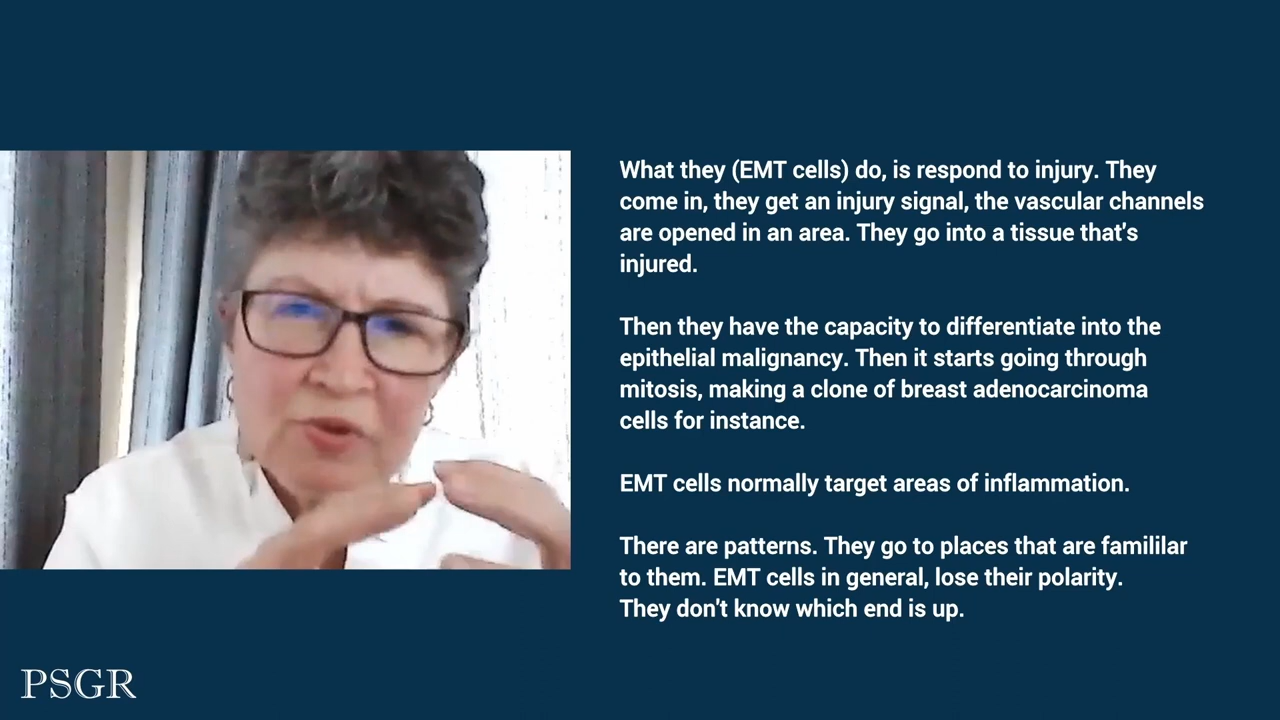 What they (EMT cells) do, is respond to injury. They
come in, they get an injury signal, the vascular channels
are opened in an area. They go into a tissue that's
injured.
Then they have the capacity to differentiate into the
epithelial malignancy. Then it starts going through
mitosis, making a clone of breast adenocarcinoma
cells for instance.
EMT cells normally target areas of inflammation.
There are patterns. They go to places that are famililar
to them. EMT cells in general, lose their polarity.
They don't know which end is up.
PSGR